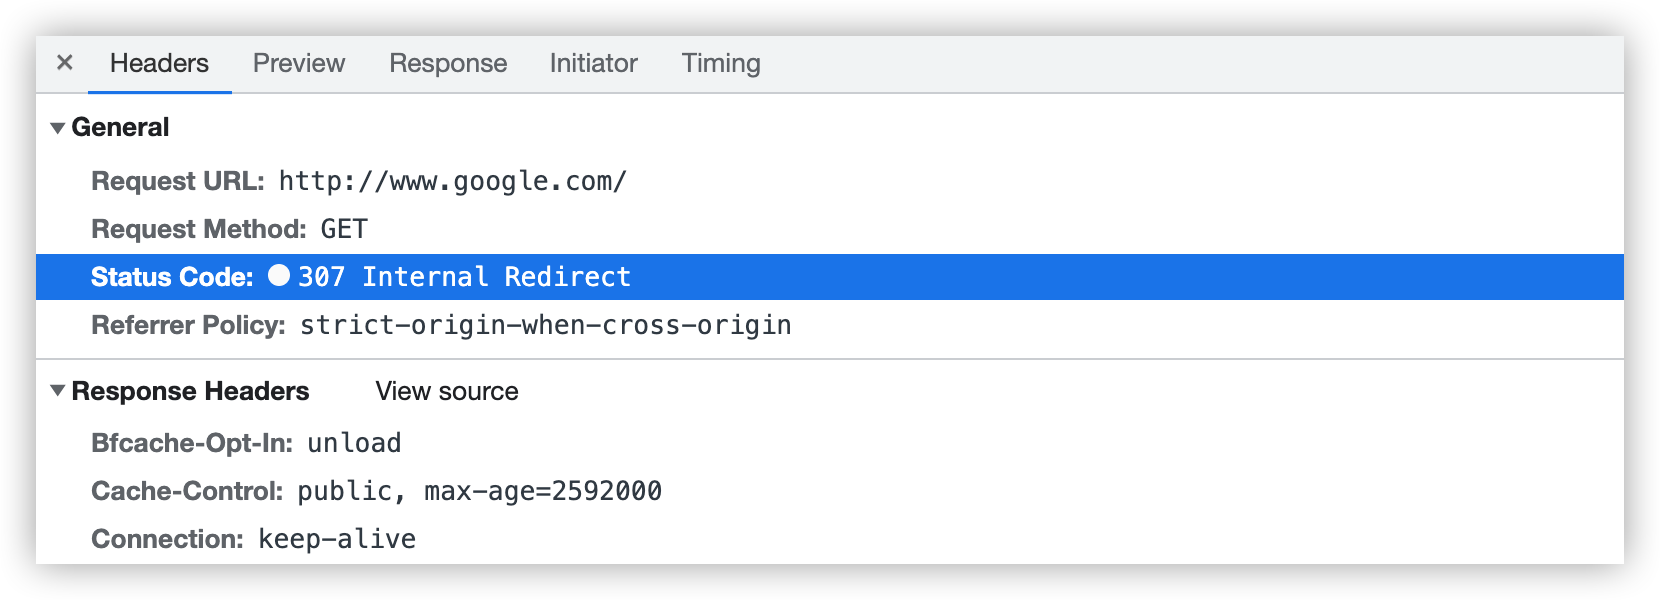 × Headers Preview Response Initiator Timing
▼ General
Request URL: http://www.google.com/
Request Method: GET
Status Code: 307 Internal Redirect
Referrer Policy: strict-origin-when-cross-origin
▼ Response Headers View source
Bfcache-Opt-In: unload
Cache-Control: public, max-age=2592000
Connection: keep-alive